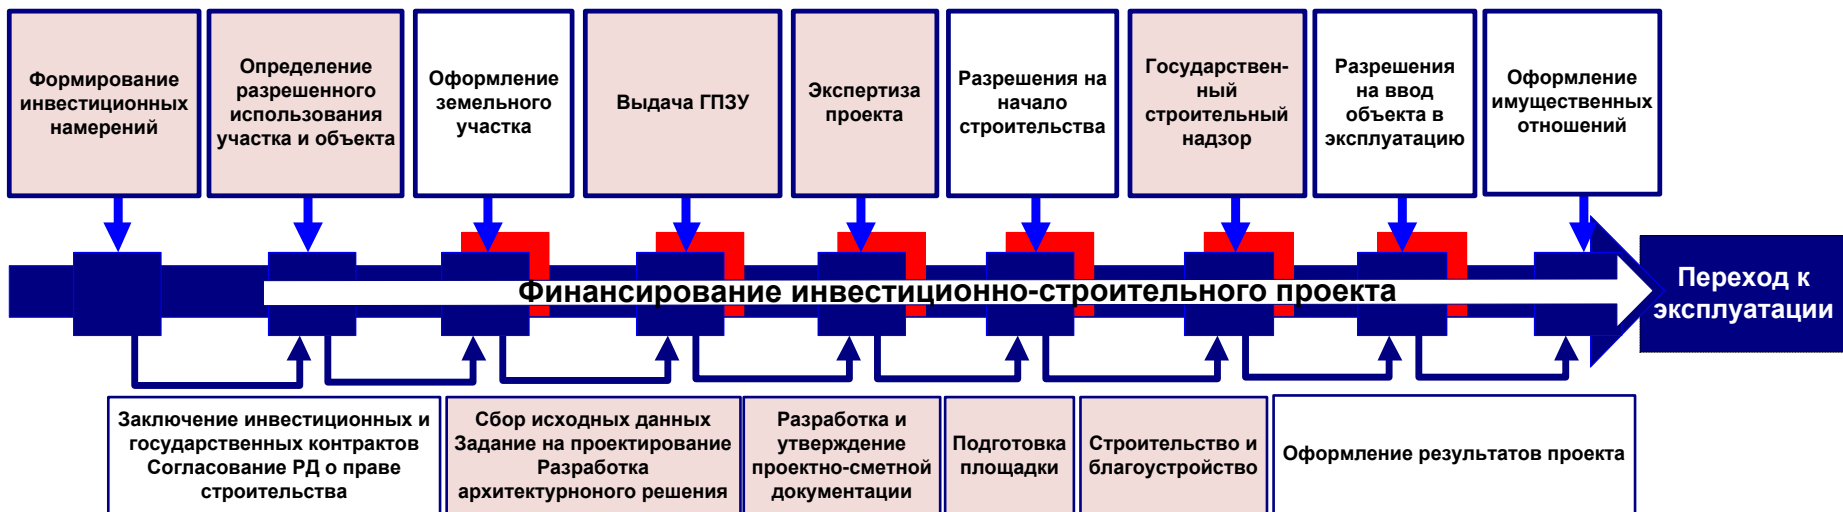 Формирование
инвестиционных
намерений
Определение
разрешенного
использования
участка и объекта
Оформление
земельного
участка
Выдача ГПЗУ
Экспертиза
проекта
Разрешения на
начало
строительства
Государствен-
ный
строительный
надзор
Разрешения
на ввод
объекта в
эксплуатацию
Оформление
имущественных
отношений
Финансирование инвестиционно-строительного проекта
Переход к
эксплуатации
Заключение инвестиционных и
государственных контрактов
Согласование РД о праве
строительства
Сбор исходных данных
Задание на проектирование
Разработка
архитектурноного решения
Разработка и
утверждение
проектно-сметной
документации
Подготовка
площадки
Строительство и
благоустройство
Оформление результатов проекта